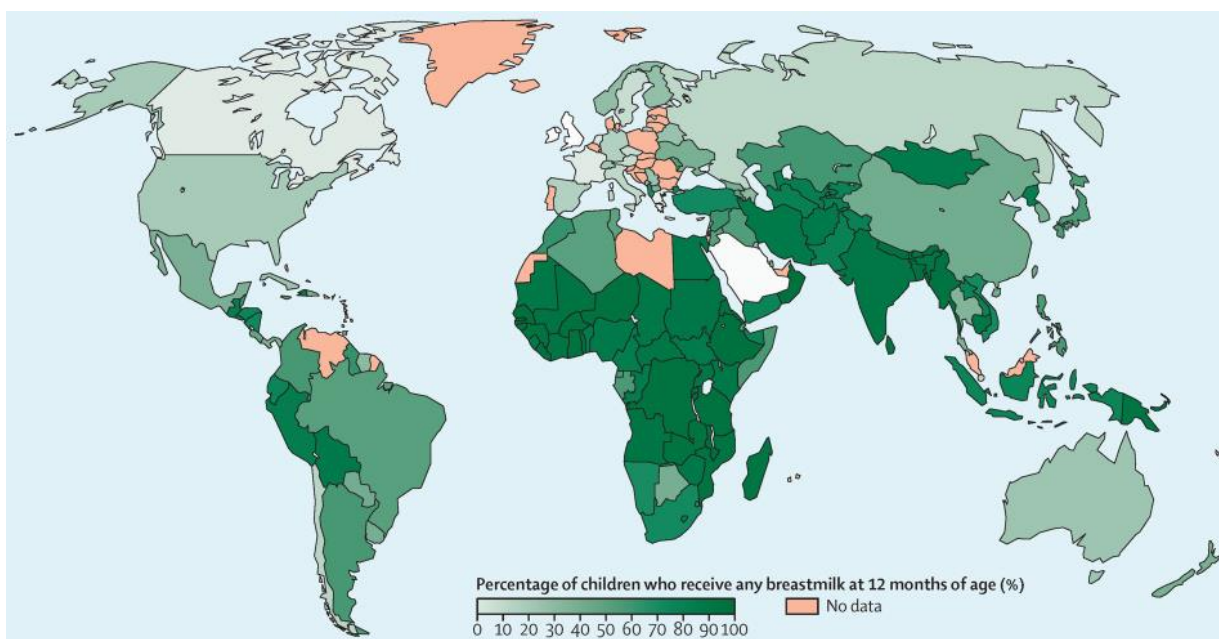 Percentage of children who receive any breastmilk at 12 months of age (%)
No data
0 10 20 30 40 50 60 70 80 90 100